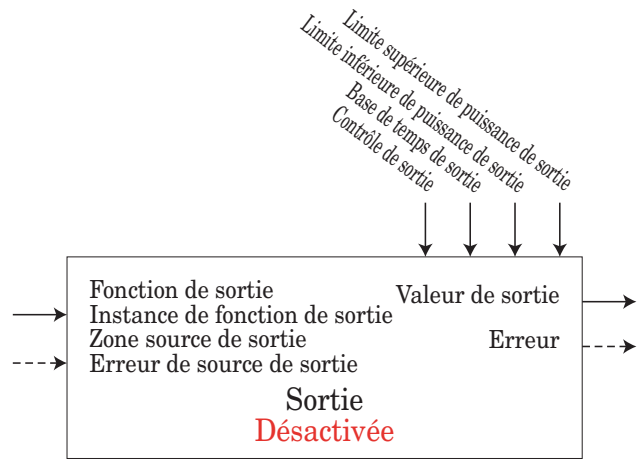 Limite supérieure de puissance de sortie
Limite inférieure de puissance de sortie
Base de temps de sortie
Contrôle de sortie
Fonction de sortie
Instance de fonction de sortie
Zone source de sortie
Erreur de source de sortie
Valeur de sortie
Erreur
Sortie
Désactivée